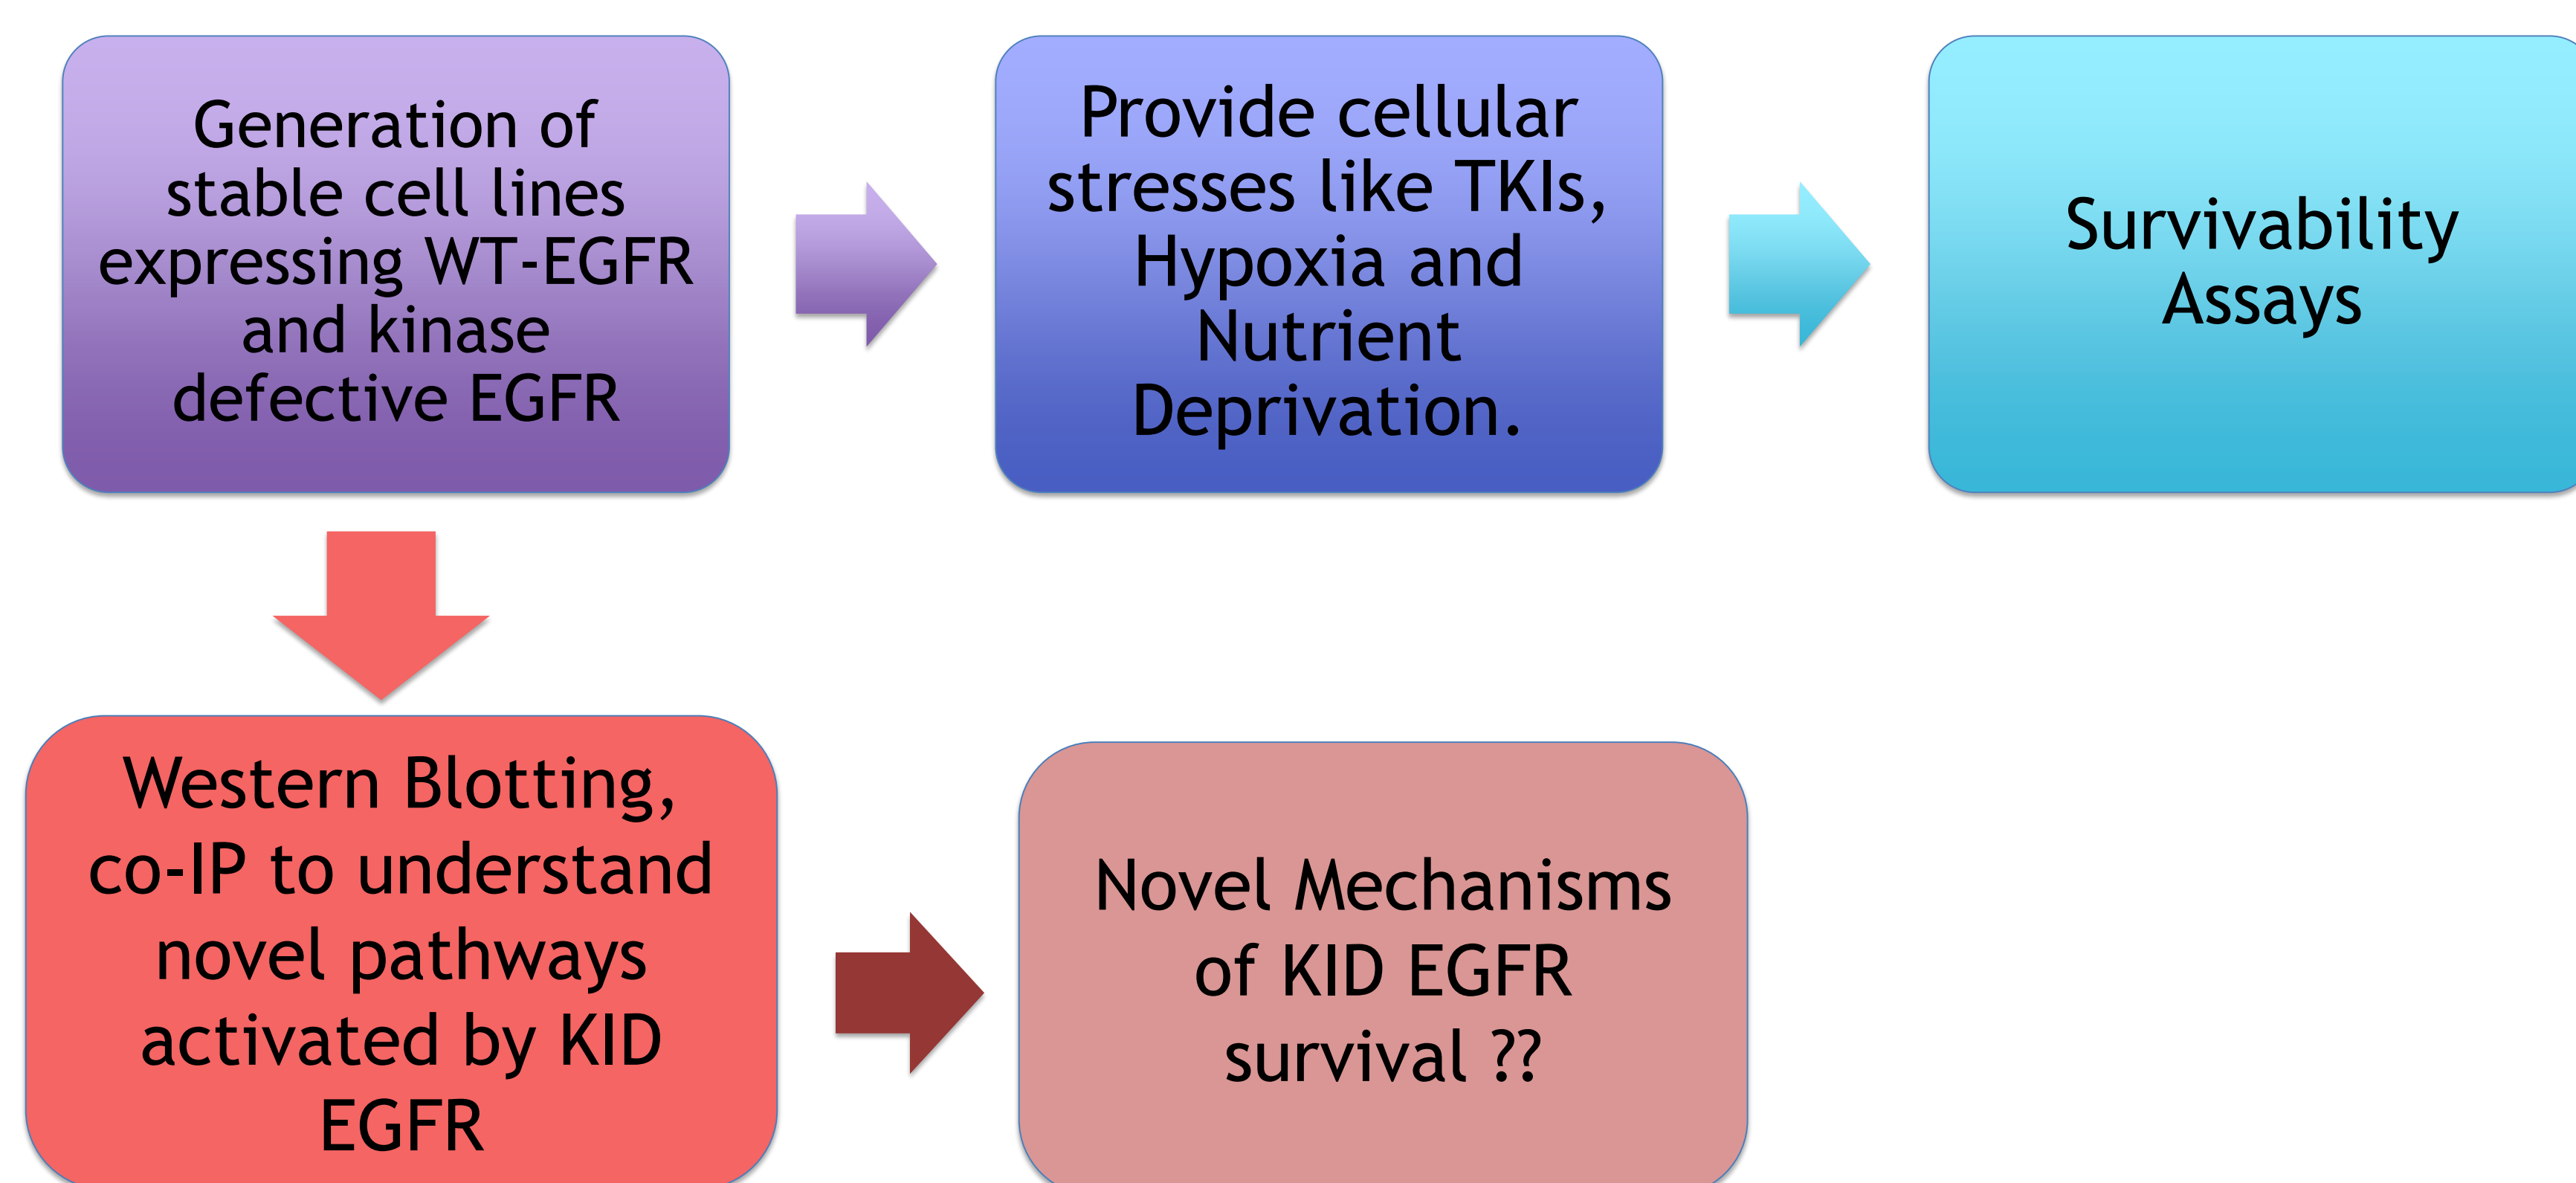 Generation of
stable cell lines
expressing WT-EGFR
and kinase
defective EGFR
Provide cellular
stresses like TKIs,
Hypoxia and
Nutrient
Deprivation.
Survivability
Assays
Western Blotting,
co-IP to understand
novel pathways
activated by KID
EGFR
Novel Mechanisms
of KID EGFR
survival ??